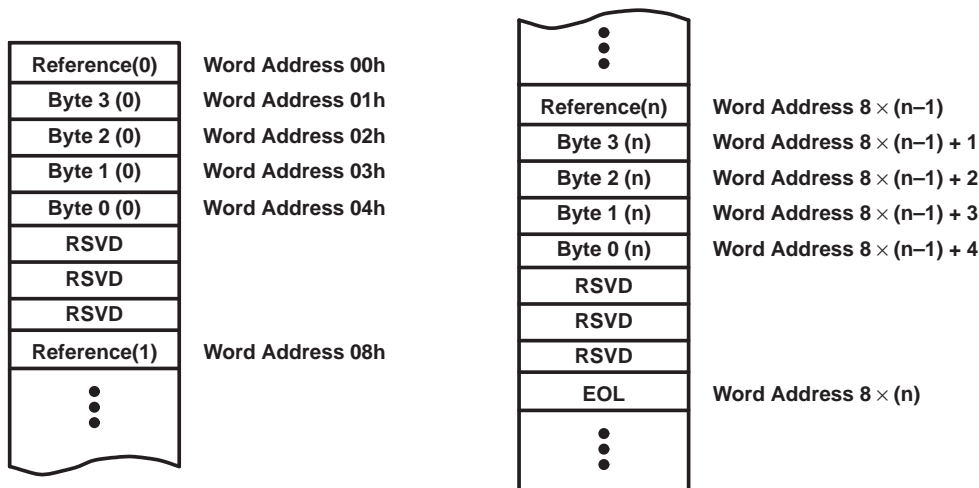 Reference(0) Word Address 00h
Byte 3 (0) Word Address 01h
Byte 2 (0) Word Address 02h
Byte 1 (0) Word Address 03h
Byte 0 (0) Word Address 04h
RSVD
RSVD
RSVD
Reference(1) Word Address 08h
Reference(n) Word Address 8 × (n–1)
Byte 3 (n) Word Address 8 × (n–1) + 1
Byte 2 (n) Word Address 8 × (n–1) + 2
Byte 1 (n) Word Address 8 × (n–1) + 3
Byte 0 (n) Word Address 8 × (n–1) + 4
RSVD
RSVD
RSVD
EOL Word Address 8 × (n)